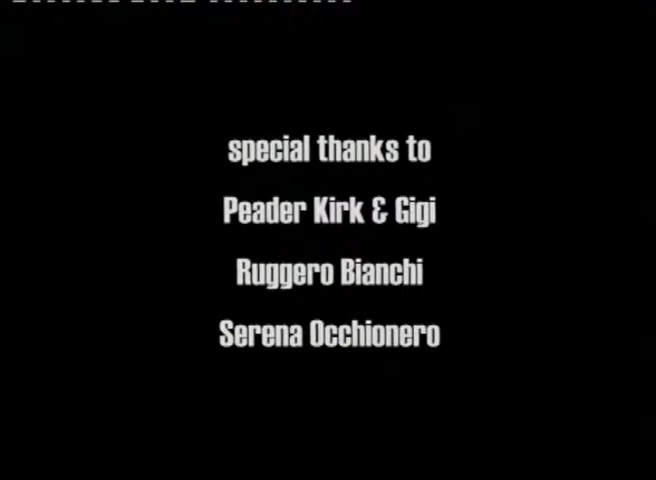 special thanks to
Peader Kirk & Gigi
Ruggero Bianchi
Serena Occhionero